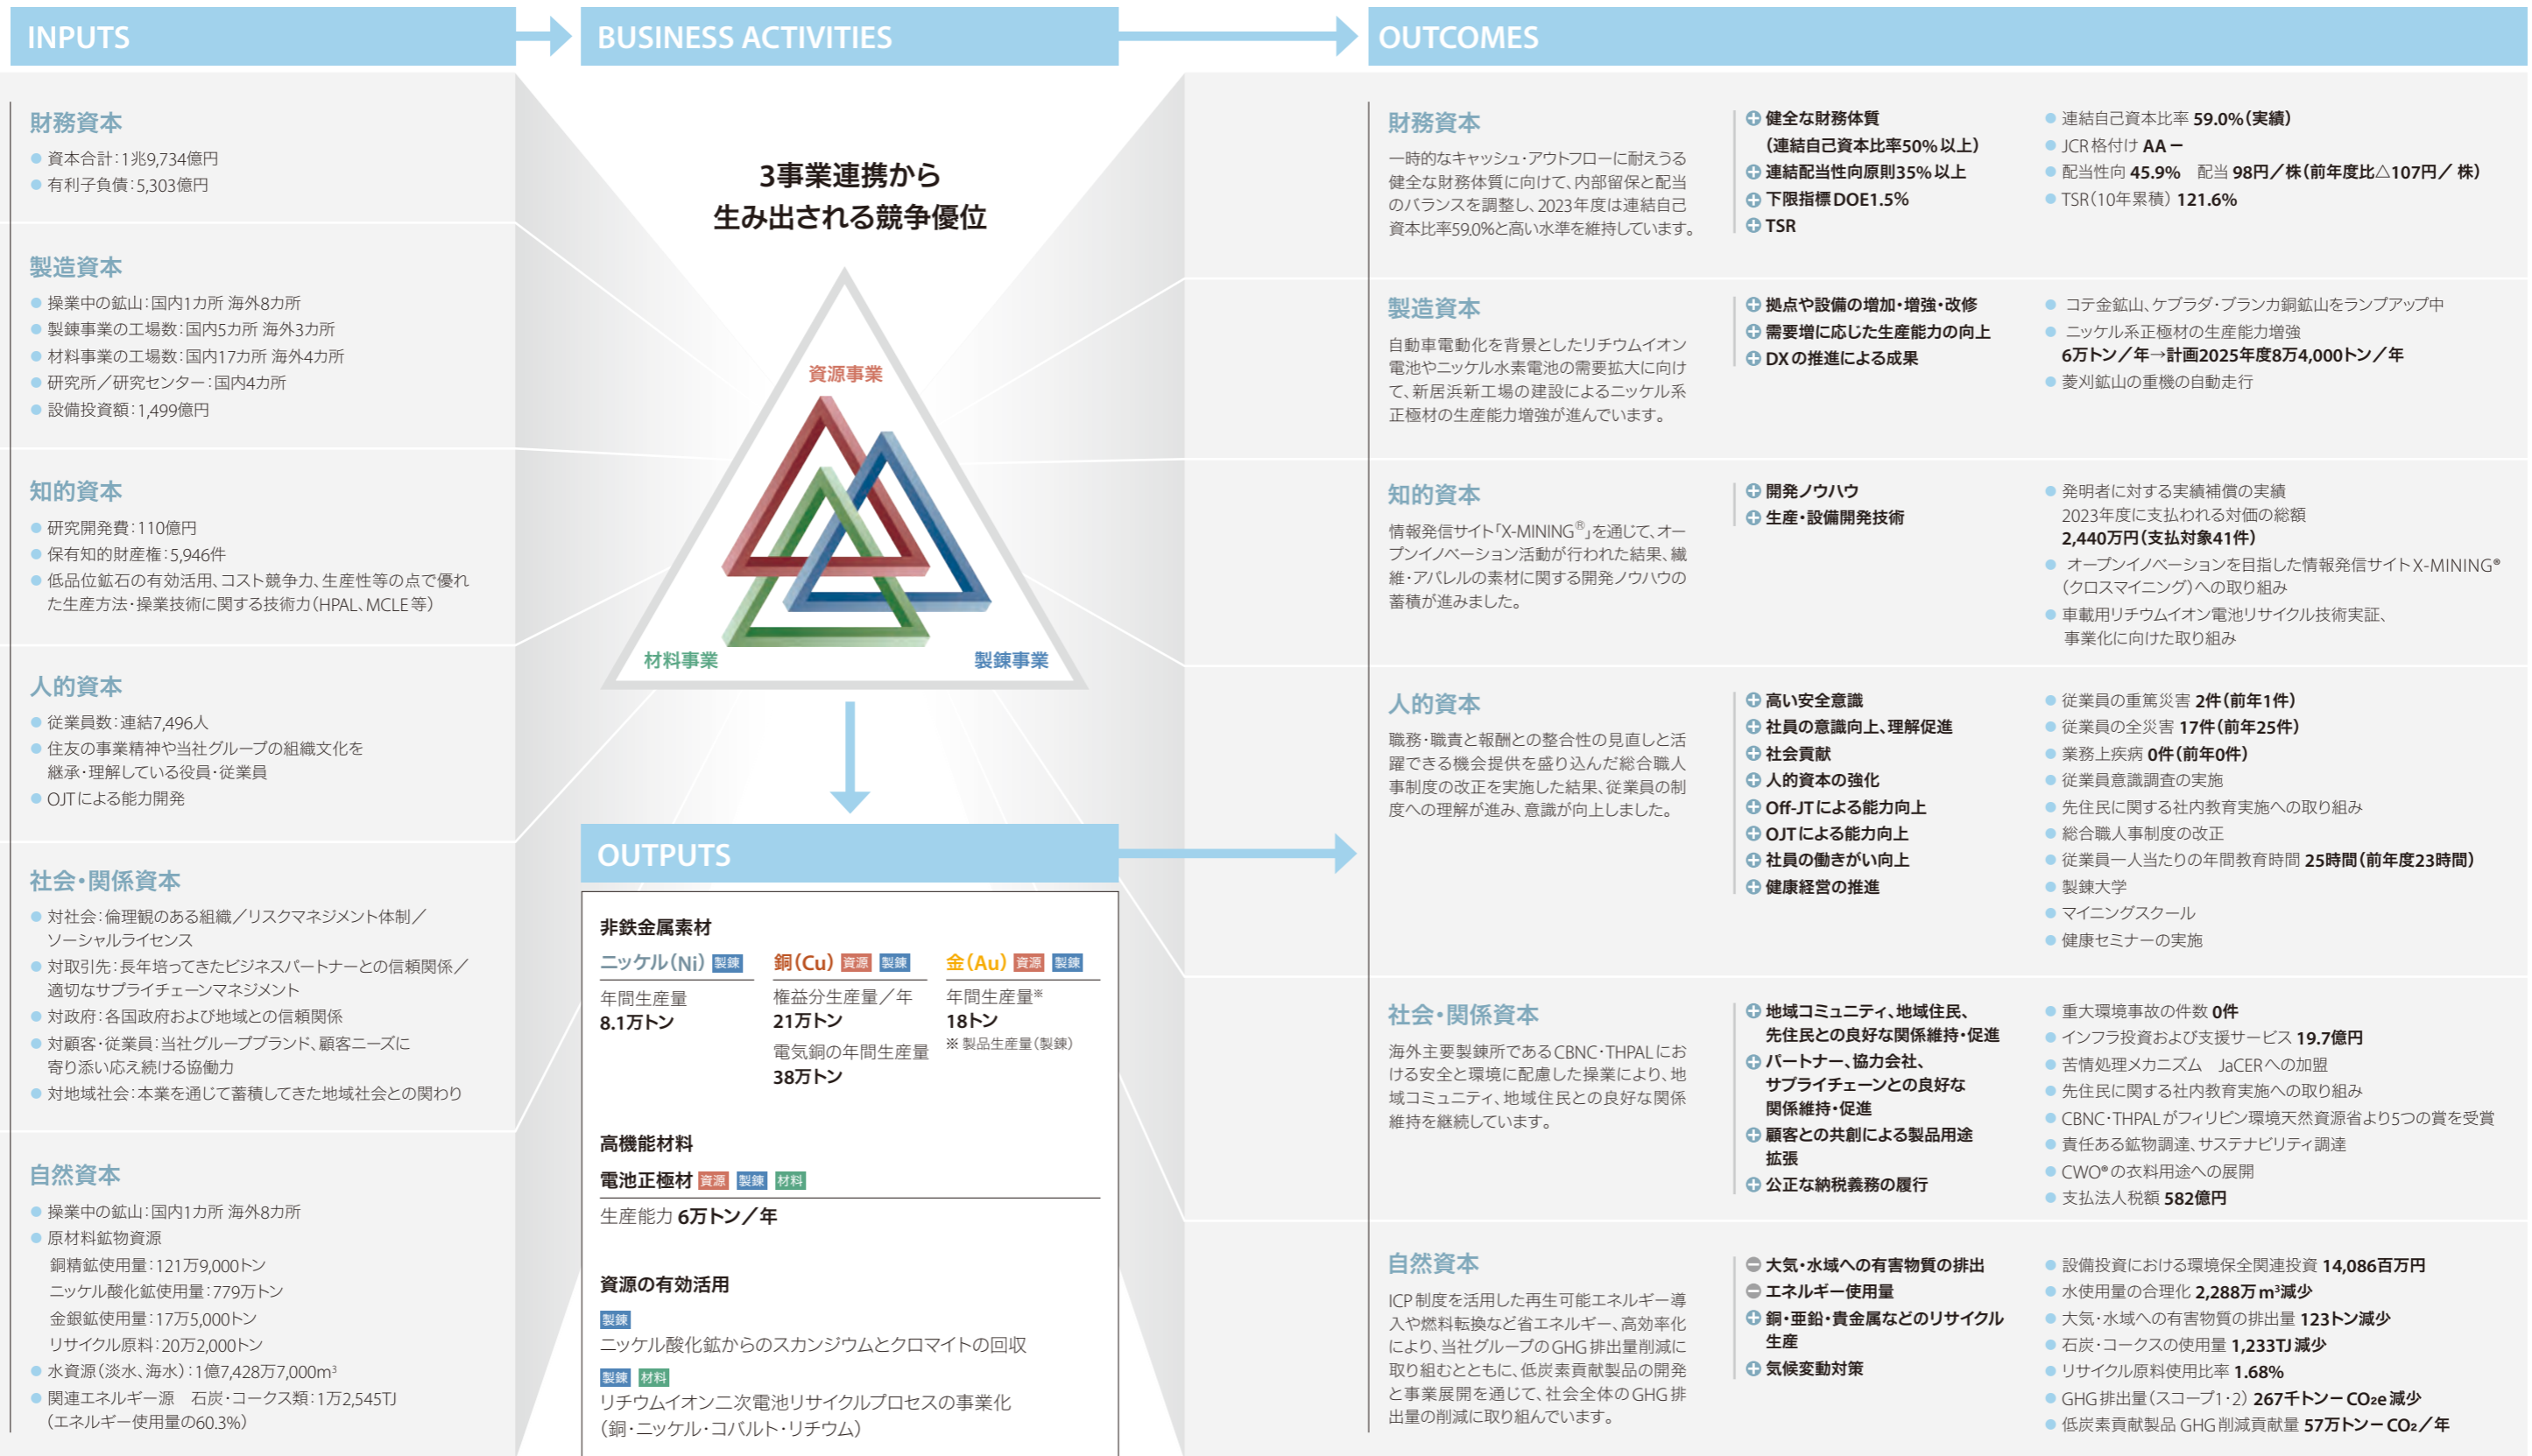 INPUTS
財務資本
● 資本合計：1兆9,734億円
● 有利子負債：5,303億円
製造資本
● 操業中の鉱山：国内1カ所 海外8カ所
● 製錬事業の工場数：国内5カ所 海外3カ所
● 材料事業の工場数：国内17カ所 海外4カ所
● 研究所／研究センター：国内4カ所
● 設備投資額：1,499億円
知的資本
● 研究開発費：110億円
● 保有知的財産権：5,946件
● 低品位鉱石の有効活用、コスト競争力、生産性等の点で優れ
た生産方法・操業技術に関する技術力（HPAL、MCLE等）
人的資本
● 従業員数：連結7,496人
● 住友の事業精神や当社グループの組織文化を
継承・理解している役員・従業員
● OJTによる能力開発
社会・関係資本
● 対社会：倫理観のある組織／リスクマネジメント体制／
ソーシャルライセンス
● 対取引先：長年培ってきたビジネスパートナーとの信頼関係／
適切なサプライチェーンマネジメント
● 対政府：各国政府および地域との信頼関係
● 対顧客・従業員：当社グループブランド、顧客ニーズに
寄り添い応え続ける協働力
● 対地域社会：本業を通じて蓄積してきた地域社会との関わり
自然資本
● 操業中の鉱山：国内1カ所 海外8カ所
● 原材料鉱物資源
銅精鉱使用量：121万9,000トン
ニッケル酸化鉱使用量：779万トン
金銀鉱使用量：17万5,000トン
リサイクル原料：20万2,000トン
● 水資源（淡水、海水）：1億7,428万7,000m³
● 関連エネルギー源　石炭・コークス類：1万2,545TJ
（エネルギー使用量の60.3%）
BUSINESS ACTIVITIES
3事業連携から
生み出される競争優位
資源事業
材料事業
製錬事業
OUTPUTS
非鉄金属素材
ニッケル（Ni） 製錬
年間生産量
8.1万トン
銅（Cu） 資源 製錬
権益分生産量／年
21万トン
電気銅の年間生産量
38万トン
金（Au） 資源 製錬
年間生産量※
18トン
※ 製品生産量（製錬）
高機能材料
電池正極材 資源 製錬 材料
生産能力 6万トン／年
資源の有効活用
製錬
ニッケル酸化鉱からのスカンジウムとクロマイトの回収
製錬 材料
リチウムイオン二次電池リサイクルプロセスの事業化
（銅・ニッケル・コバルト・リチウム）
OUTCOMES
財務資本
一時的なキャッシュ・アウトフローに耐えうる
健全な財務体質に向けて、内部留保と配当
のバランスを調整し、2023年度は連結自己
資本比率59.0%と高い水準を維持しています。
健全な財務体質
（連結自己資本比率50%以上）
連結配当性向原則35%以上
下限指標DOE1.5%
TSR
● 連結自己資本比率 59.0%（実績）
● JCR格付け AA－
● 配当性向 45.9%　配当 98円／株（前年度比△107円／ 株）
● TSR（10年累積） 121.6%
製造資本
自動車電動化を背景としたリチウムイオン
電池やニッケル水素電池の需要拡大に向け
て、新居浜新工場の建設によるニッケル系
正極材の生産能力増強が進んでいます。
拠点や設備の増加・増強・改修
需要増に応じた生産能力の向上
DXの推進による成果
● コテ金鉱山、ケブラダ・ブランカ銅鉱山をランプアップ中
● ニッケル系正極材の生産能力増強
6万トン／年→計画2025年度8万4,000トン／年
● 菱刈鉱山の重機の自動走行
知的資本
情報発信サイト「X-MINING®」を通じて、オー
プンイノベーション活動が行われた結果、繊
維・アパレルの素材に関する開発ノウハウの
蓄積が進みました。
開発ノウハウ
生産・設備開発技術
● 発明者に対する実績補償の実績
2023年度に支払われる対価の総額
2,440万円（支払対象41件）
● オープンイノベーションを目指した情報発信サイトX-MINING®
（クロスマイニング）への取り組み
● 車載用リチウムイオン電池リサイクル技術実証、
事業化に向けた取り組み
人的資本
職務・職責と報酬との整合性の見直しと活
躍できる機会提供を盛り込んだ総合職人
事制度の改正を実施した結果、従業員の制
度への理解が進み、意識が向上しました。
高い安全意識
社員の意識向上、理解促進
社会貢献
人的資本の強化
Off-JTによる能力向上
OJTによる能力向上
社員の働きがい向上
健康経営の推進
● 従業員の重篤災害 2件（前年1件）
● 従業員の全災害 17件（前年25件）
● 業務上疾病 0件（前年0件）
● 従業員意識調査の実施
● 先住民に関する社内教育実施への取り組み
● 総合職人事制度の改正
● 従業員一人当たりの年間教育時間 25時間（前年度23時間）
● 製錬大学
● マイニングスクール
● 健康セミナーの実施
社会・関係資本
海外主要製錬所であるCBNC・THPALにお
ける安全と環境に配慮した操業により、地
域コミュニティ、地域住民との良好な関係
維持を継続しています。
地域コミュニティ、地域住民、
先住民との良好な関係維持・促進
パートナー、協力会社、
サプライチェーンとの良好な
関係維持・促進
顧客との共創による製品用途
拡張
公正な納税義務の履行
● 重大環境事故の件数 0件
● インフラ投資および支援サービス 19.7億円
● 苦情処理メカニズム　JaCERへの加盟
● 先住民に関する社内教育実施への取り組み
● CBNC・THPALがフィリピン環境天然資源省より5つの賞を受賞
● 責任ある鉱物調達、サステナビリティ調達
● CWO®の衣料用途への展開
● 支払法人税額 582億円
自然資本
ICP制度を活用した再生可能エネルギー導
入や燃料転換など省エネルギー、高効率化
により、当社グループのGHG排出量削減に
取り組むとともに、低炭素貢献製品の開発
と事業展開を通じて、社会全体のGHG排
出量の削減に取り組んでいます。
大気・水域への有害物質の排出
エネルギー使用量
銅・亜鉛・貴金属などのリサイクル
生産
気候変動対策
● 設備投資における環境保全関連投資 14,086百万円
● 水使用量の合理化 2,288万m³減少
● 大気・水域への有害物質の排出量 123トン減少
● 石炭・コークスの使用量 1,233TJ減少
● リサイクル原料使用比率 1.68%
● GHG排出量（スコープ1・2） 267千トン－CO₂e減少
● 低炭素貢献製品 GHG削減貢献量 57万トン－CO₂／年